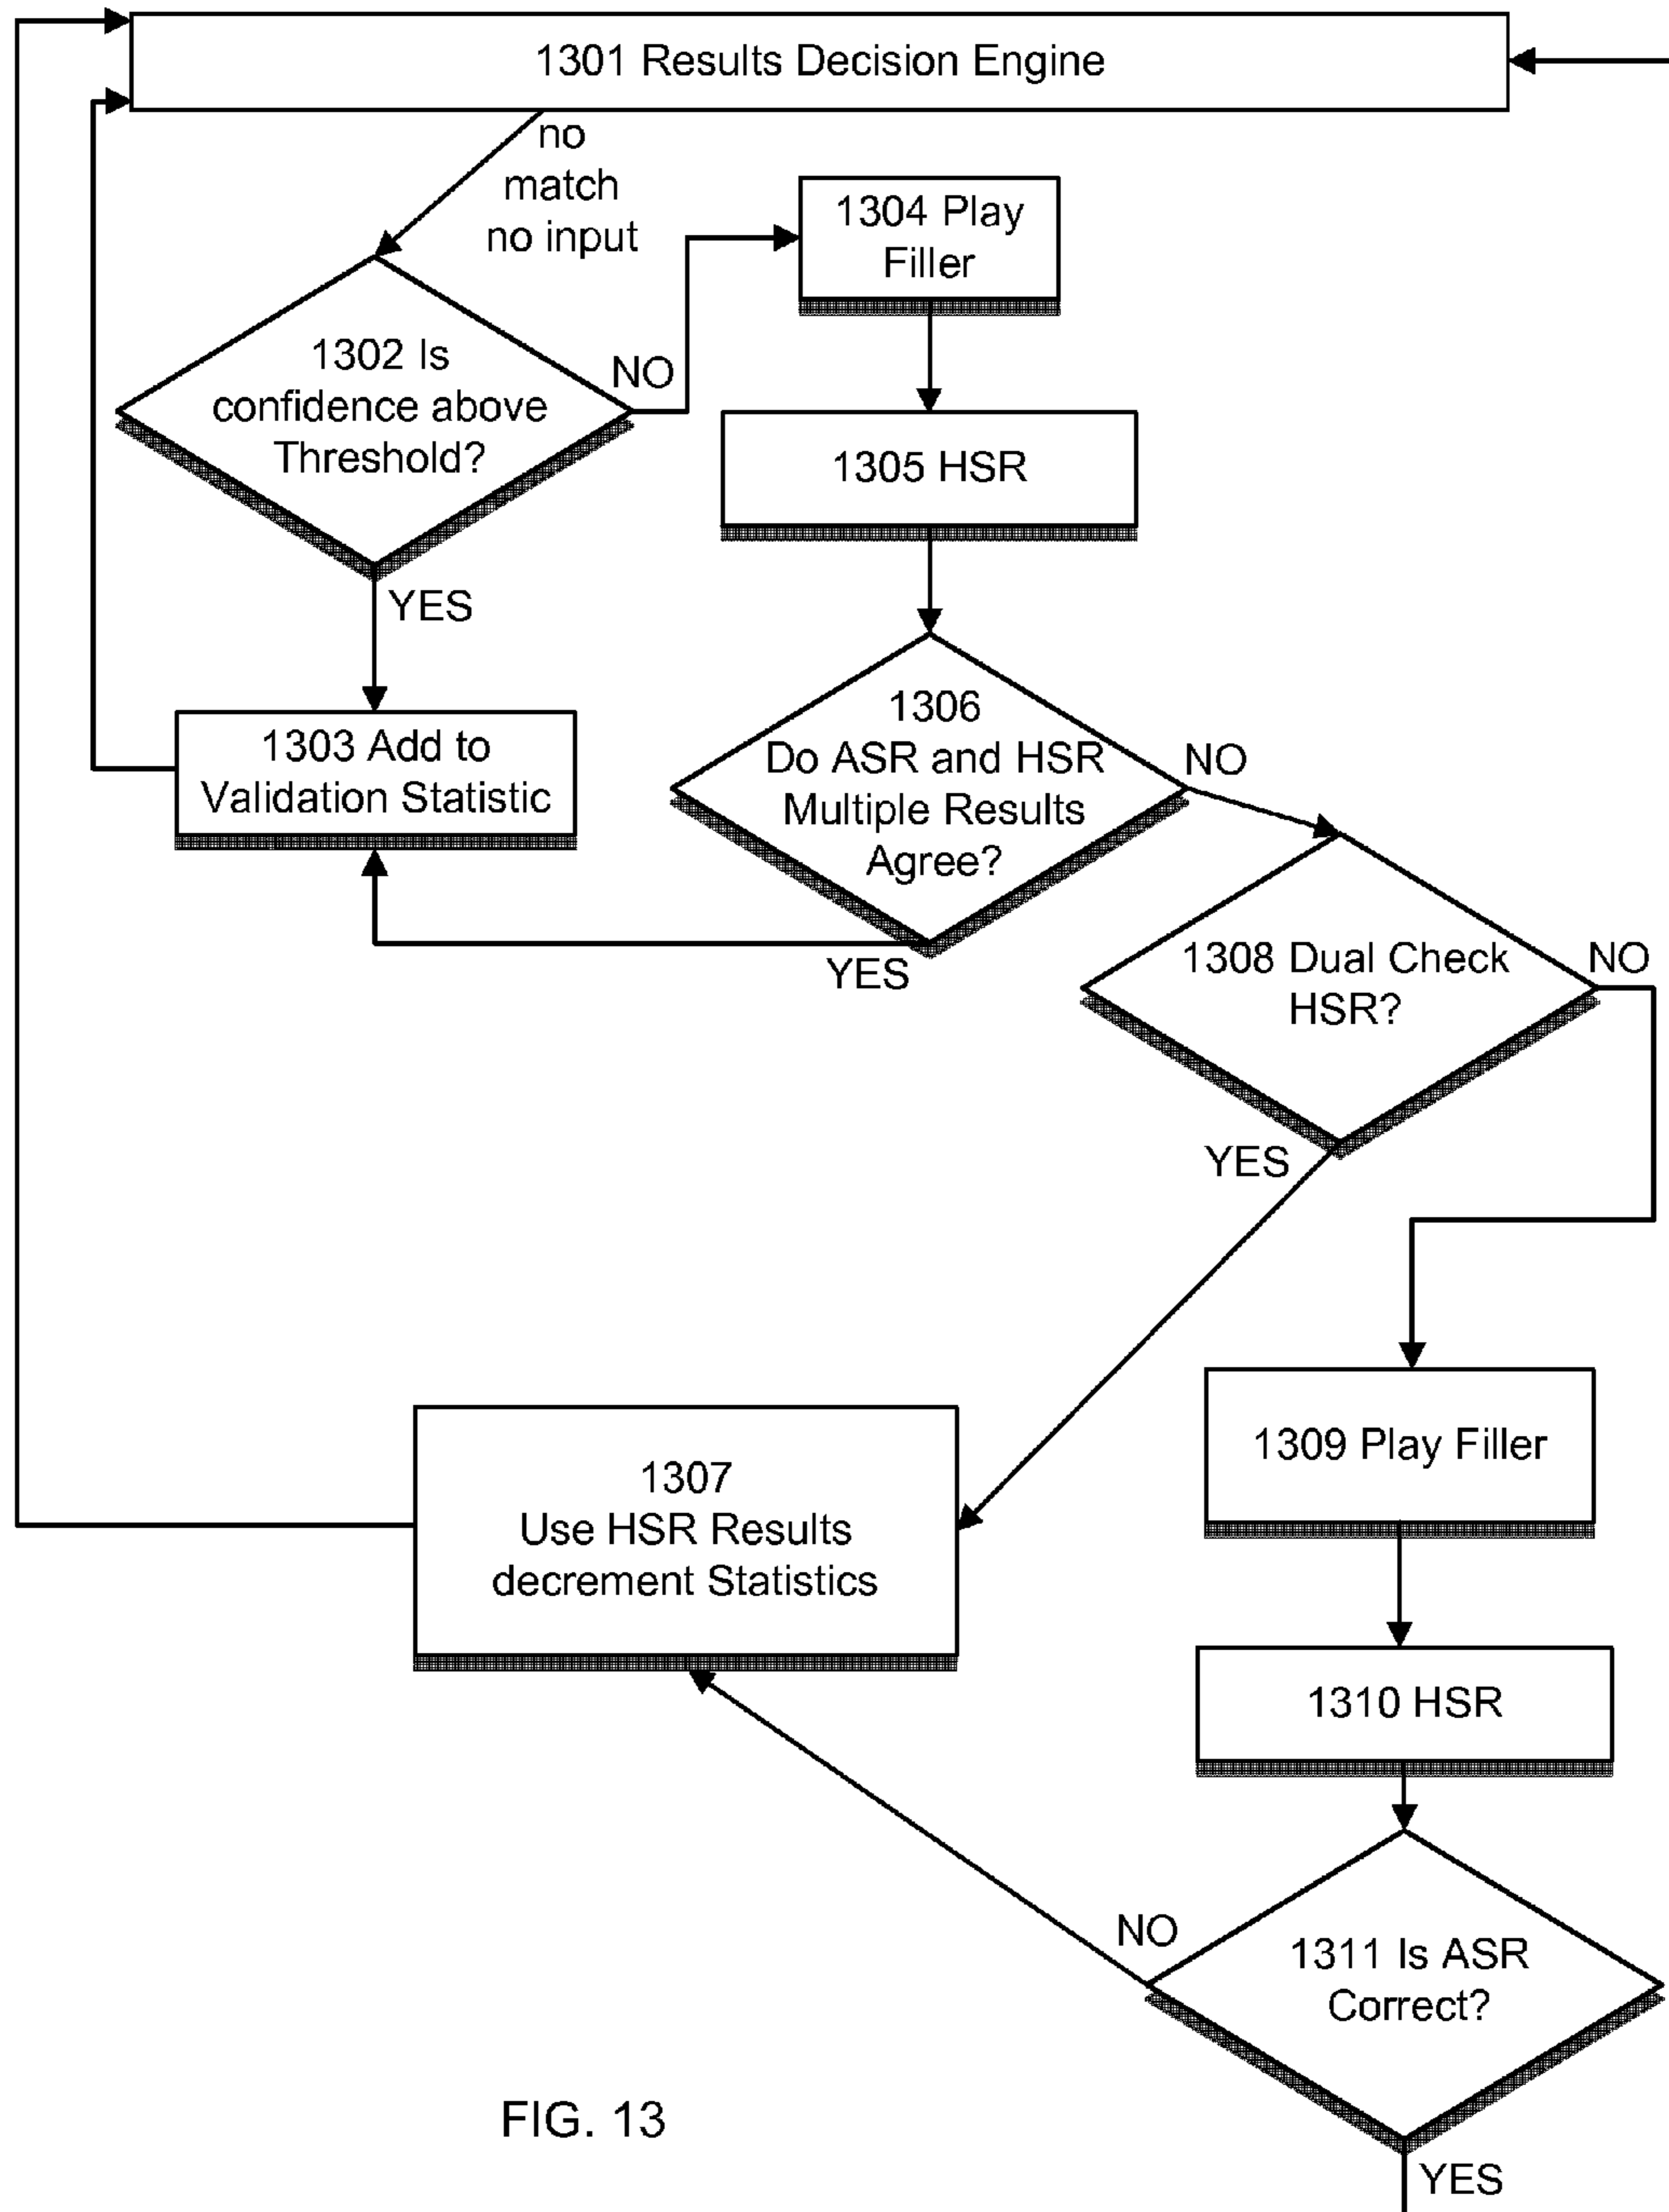 1301 Results Decision Engine
no
match
no input
1304 Play
Filler
1302 Is
confidence above
Threshold?
NO
1305 HSR
YES
1306
Do ASR and HSR
Multiple Results
Agree?
NO
1303 Add to
Validation Statistic
YES
1308 Dual Check
HSR?
NO
YES
1309 Play Filler
1307
Use HSR Results
decrement Statistics
1310 HSR
NO
1311 Is ASR
Correct?
FIG. 13
YES